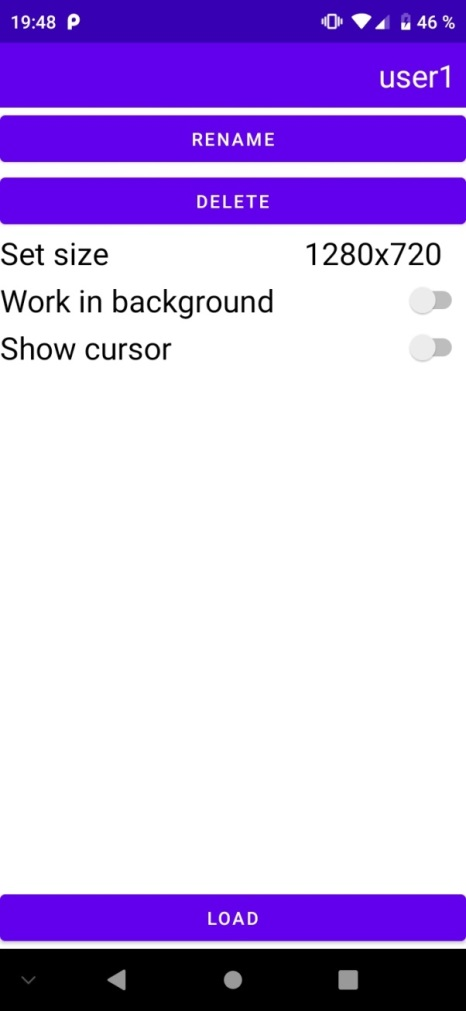 19:48 46 %
user1
RENAME
DELETE
Set size 1280x720
Work in background
Show cursor
LOAD